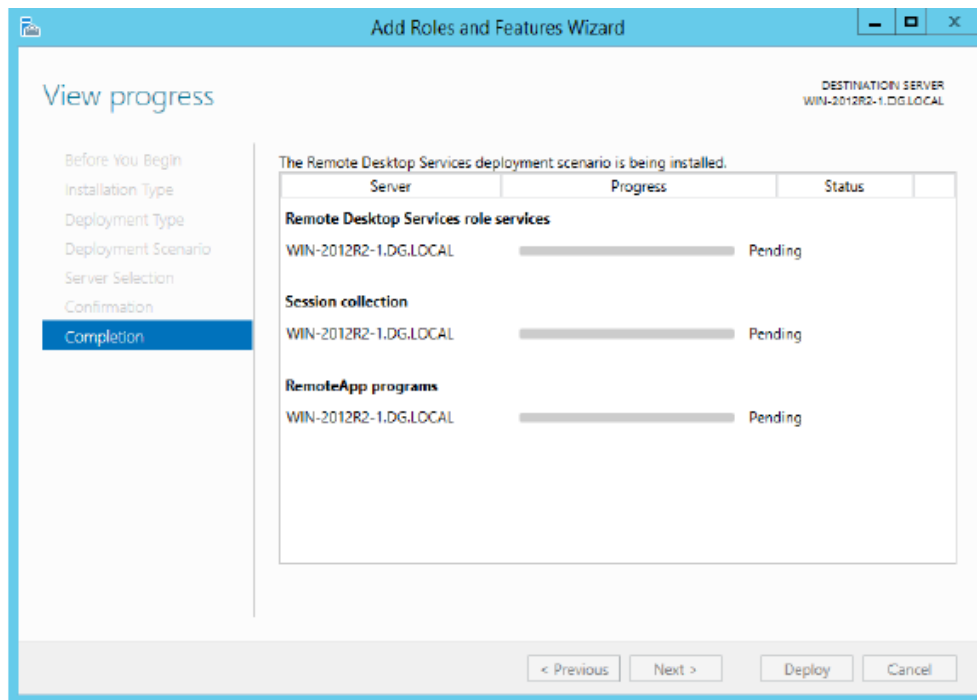 Add Roles and Features Wizard
View progress
DESTINATION SERVER
WIN-2012R2-1.DG.LOCAL
Before You Begin
Installation Type
Deployment Type
Deployment Scenario
Server Selection
Confirmation
Completion
The Remote Desktop Services deployment scenario is being installed.
Server Progress Status
Remote Desktop Services role services
WIN-2012R2-1.DG.LOCAL Pending
Session collection
WIN-2012R2-1.DG.LOCAL Pending
RemoteApp programs
WIN-2012R2-1.DG.LOCAL Pending
< Previous Next > Deploy Cancel